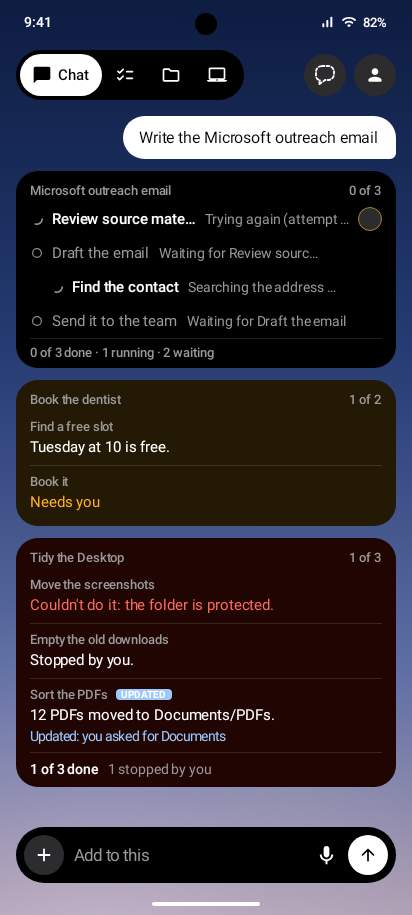 9:41
82%
Chat
Write the Microsoft outreach email
Microsoft outreach email 0 of 3
Review source mate… Trying again (attempt …
Draft the email Waiting for Review sourc…
Find the contact Searching the address …
Send it to the team Waiting for Draft the email
0 of 3 done · 1 running · 2 waiting
Book the dentist 1 of 2
Find a free slot
Tuesday at 10 is free.
Book it
Needs you
Tidy the Desktop 1 of 3
Move the screenshots
Couldn't do it: the folder is protected.
Empty the old downloads
Stopped by you.
Sort the PDFs UPDATED
12 PDFs moved to Documents/PDFs.
Updated: you asked for Documents
1 of 3 done 1 stopped by you
Add to this